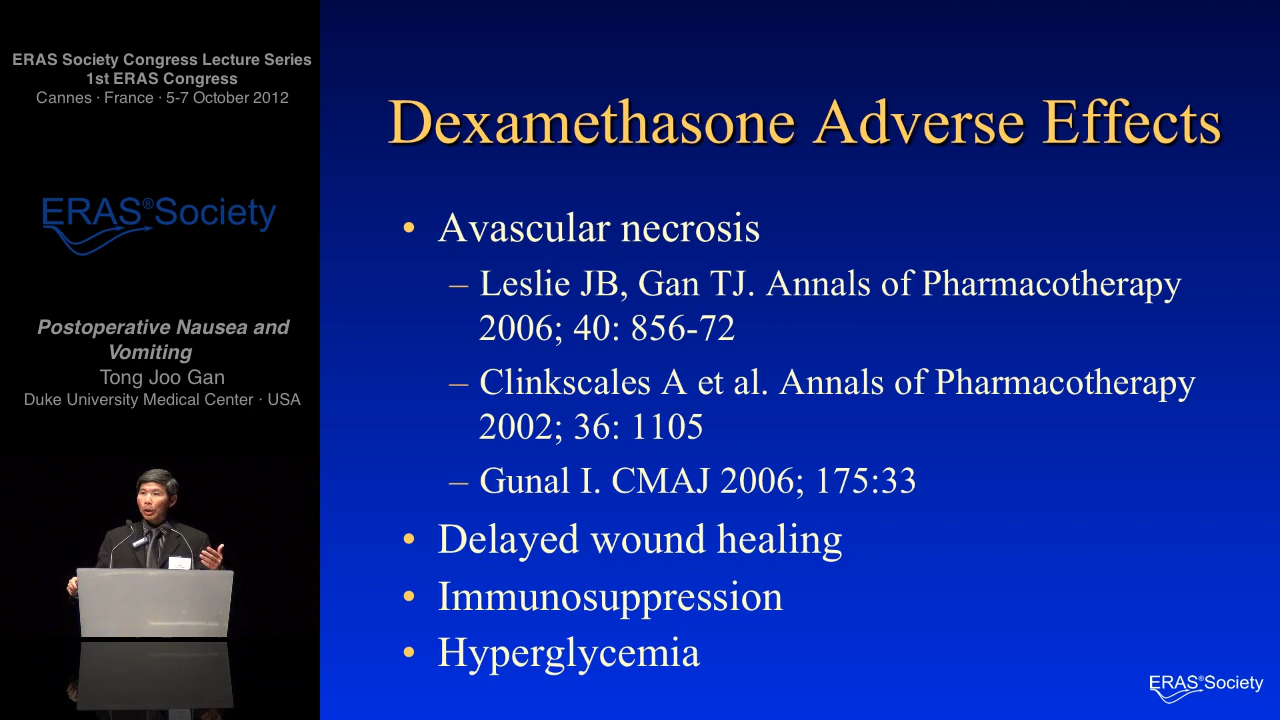 ERAS Society Congress Lecture Series
1st ERAS Congress
Cannes · France · 5-7 October 2012
ERAS®Society
Postoperative Nausea and
Vomiting
Tong Joo Gan
Duke University Medical Center · USA
Dexamethasone Adverse Effects
• Avascular necrosis
– Leslie JB, Gan TJ. Annals of Pharmacotherapy
2006; 40: 856-72
– Clinkscales A et al. Annals of Pharmacotherapy
2002; 36: 1105
– Gunal I. CMAJ 2006; 175:33
• Delayed wound healing
• Immunosuppression
• Hyperglycemia
ERAS®Society